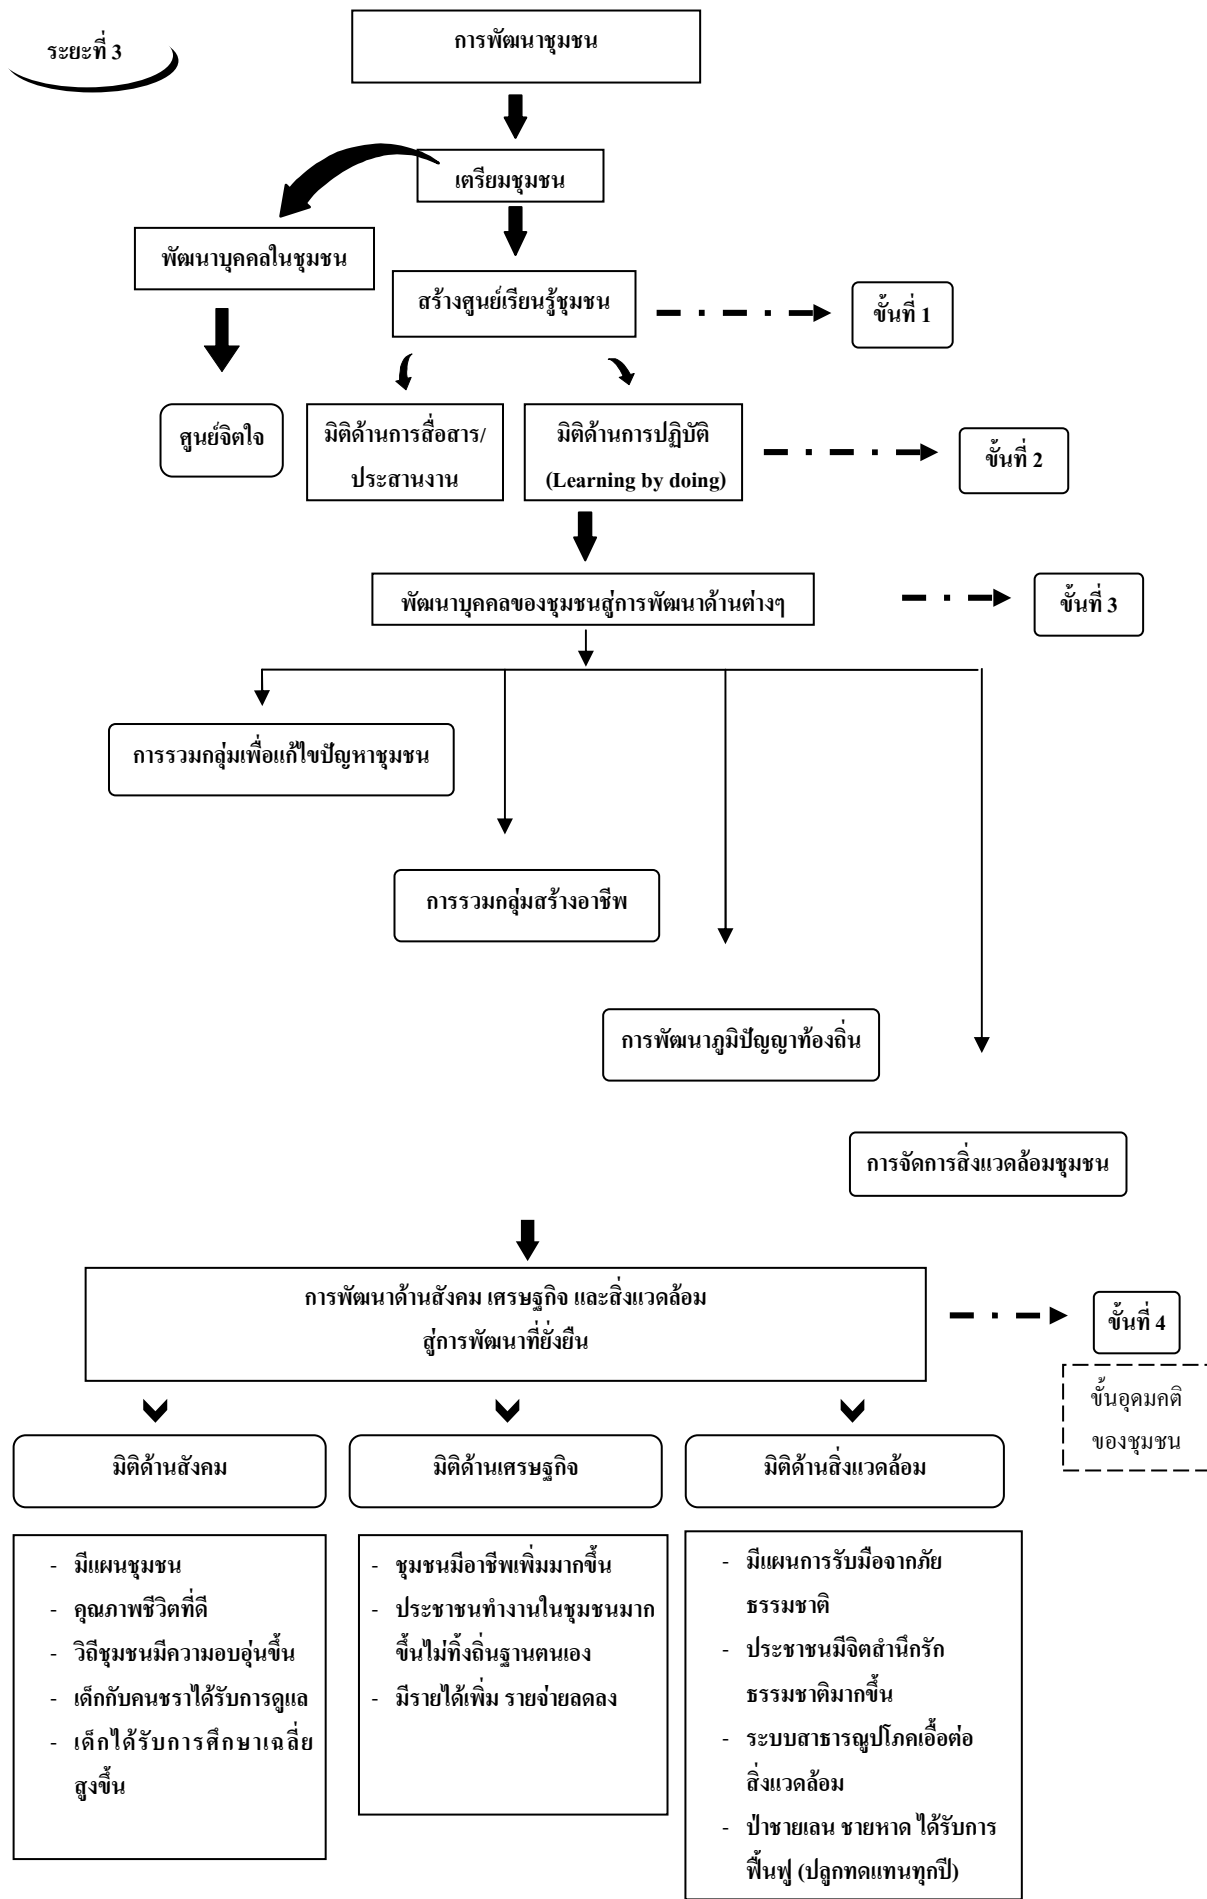 ระยะที่ 3
การพัฒนาชุมชน
เตรียมชุมชน
พัฒนาบุคคลในชุมชน
สร้างศูนย์เรียนรู้ชุมชน
ขั้นที่ 1
ศูนย์จิตใจ
มิติด้านการสื่อสาร/
ประสานงาน
มิติด้านการปฏิบัติ
(Learning by doing)
ขั้นที่ 2
พัฒนาบุคคลของชุมชนสู่การพัฒนาด้านต่างๆ
ขั้นที่ 3
การรวมกลุ่มเพื่อแก้ไขปัญหาชุมชน
การรวมกลุ่มสร้างอาชีพ
การพัฒนาภูมิปัญญาท้องถิ่น
การจัดการสิ่งแวดล้อมชุมชน
การพัฒนาด้านสังคม เศรษฐกิจ และสิ่งแวดล้อม
สู่การพัฒนาที่ยั่งยืน
ขั้นที่ 4
ขั้นอุดมคติ
ของชุมชน
มิติด้านสังคม
- มีแผนชุมชน
- คุณภาพชีวิตที่ดี
- วิถีชุมชนมีความอบอุ่นขึ้น
- เด็กกับคนชราได้รับการดูแล
- เด็กได้รับการศึกษาเฉลี่ย
สูงขึ้น
มิติด้านเศรษฐกิจ
- ชุมชนมีอาชีพเพิ่มมากขึ้น
- ประชาชนทำงานในชุมชนมาก
ขึ้นไม่ทิ้งถิ่นฐานตนเอง
- มีรายได้เพิ่ม รายจ่ายลดลง
มิติด้านสิ่งแวดล้อม
- มีแผนการรับมือจากภัย
ธรรมชาติ
- ประชาชนมีจิตสำนึกรัก
ธรรมชาติมากขึ้น
- ระบบสาธารณูปโภคเอื้อต่อ
สิ่งแวดล้อม
- ป่าชายเลน ชายหาด ได้รับการ
ฟื้นฟู (ปลูกทดแทนทุกปี)